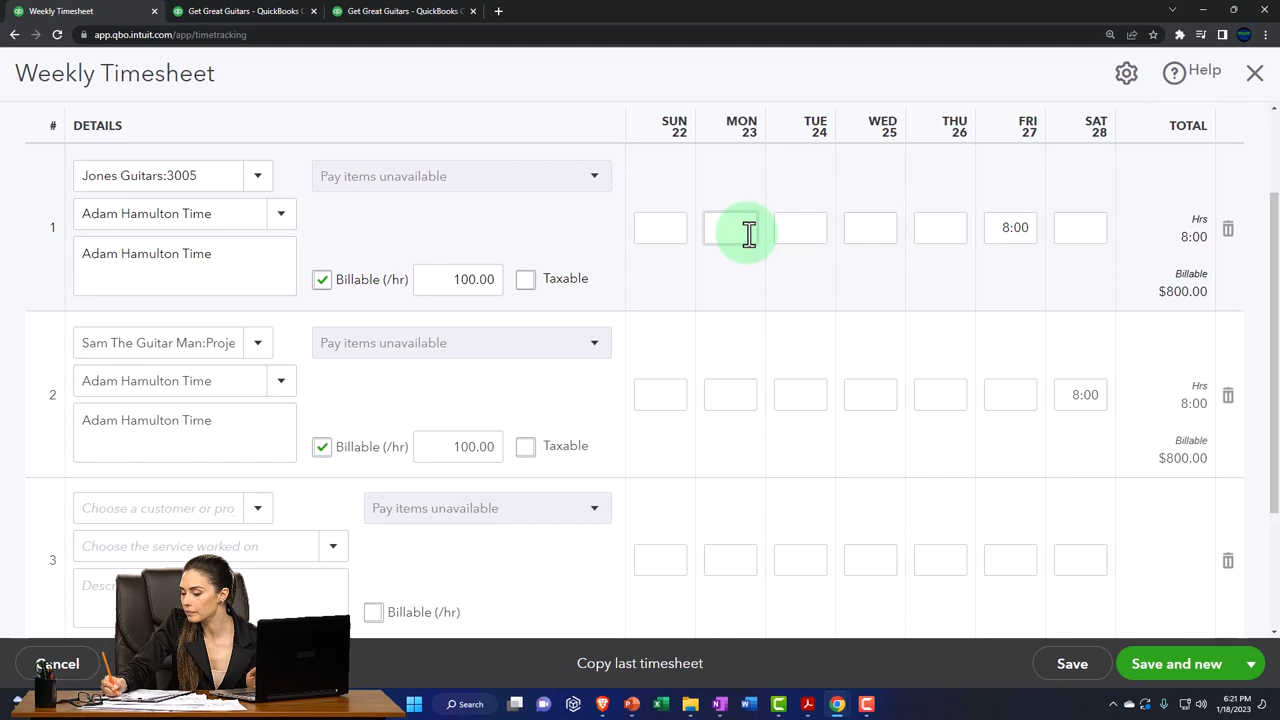 Weekly Timesheet
Get Great Guitars - QuickBooks C
Get Great Guitars - QuickBooks C
app.qbo.intuit.com/app/timetracking
Weekly Timesheet
Help
# DETAILS SUN 22 MON 23 TUE 24 WED 25 THU 26 FRI 27 SAT 28 TOTAL
Jones Guitars:3005 Pay items unavailable
1 Adam Hamulton Time 8:00 Hrs 8:00
Adam Hamulton Time
Billable (/hr) 100.00 Taxable Billable $800.00
Sam The Guitar Man:Proje Pay items unavailable
2 Adam Hamulton Time 8:00 Hrs 8:00
Adam Hamulton Time
Billable (/hr) 100.00 Taxable Billable $800.00
Choose a customer or proj Pay items unavailable
3 Choose the service worked on
Billable (/hr)
Copy last timesheet Save Save and new
Search
6:21 PM
1/18/2023